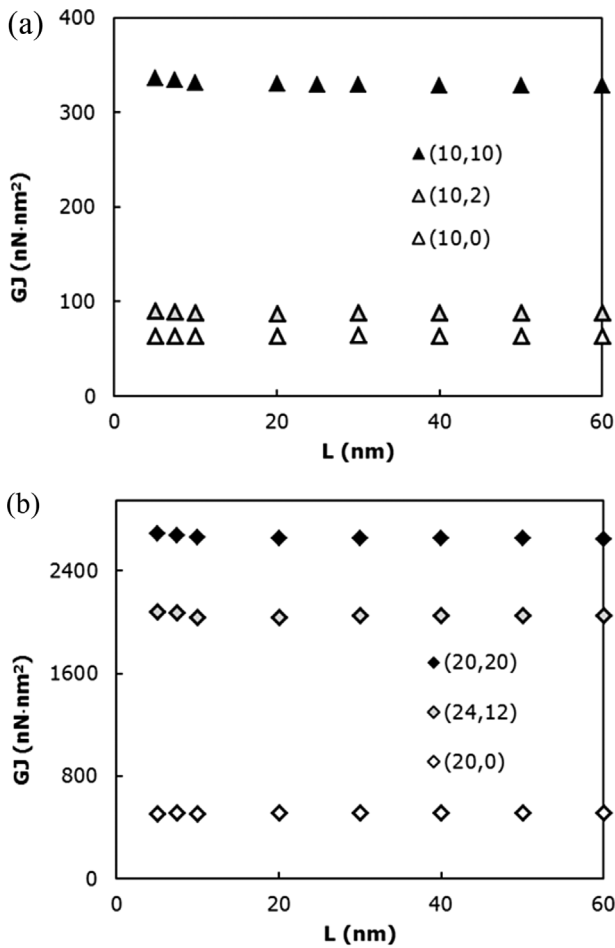 (a)
400
300
200
100
0
GJ (nN·nm²)
(10,10)
(10,2)
(10,0)
0 20 40 60
L (nm)
(b)
2400
1600
800
0
GJ (nN·nm²)
(20,20)
(24,12)
(20,0)
0 20 40 60
L (nm)